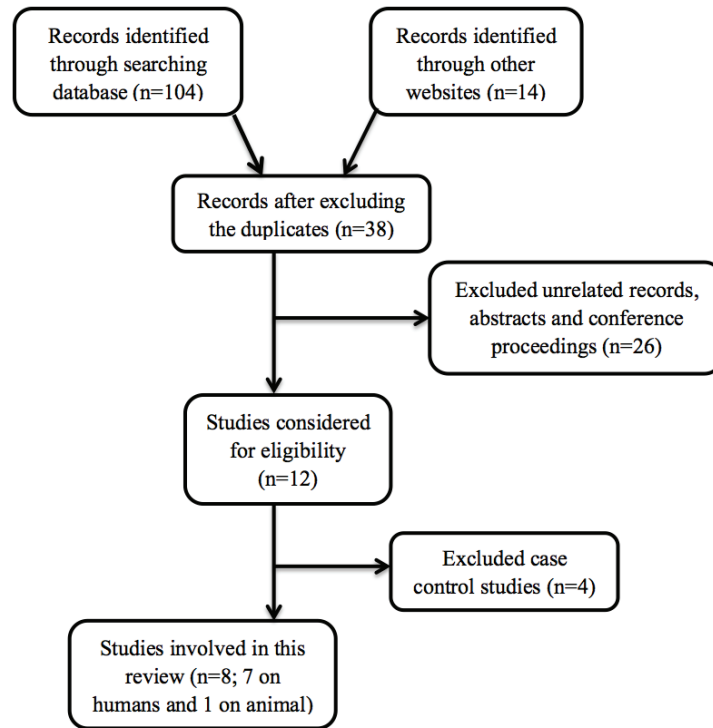 Records identified
through searching
database (n=104)
Records identified
through other
websites (n=14)
Records after excluding
the duplicates (n=38)
Excluded unrelated records,
abstracts and conference
proceedings (n=26)
Studies considered
for eligibility
(n=12)
Excluded case
control studies (n=4)
Studies involved in this
review (n=8; 7 on
humans and 1 on animal)